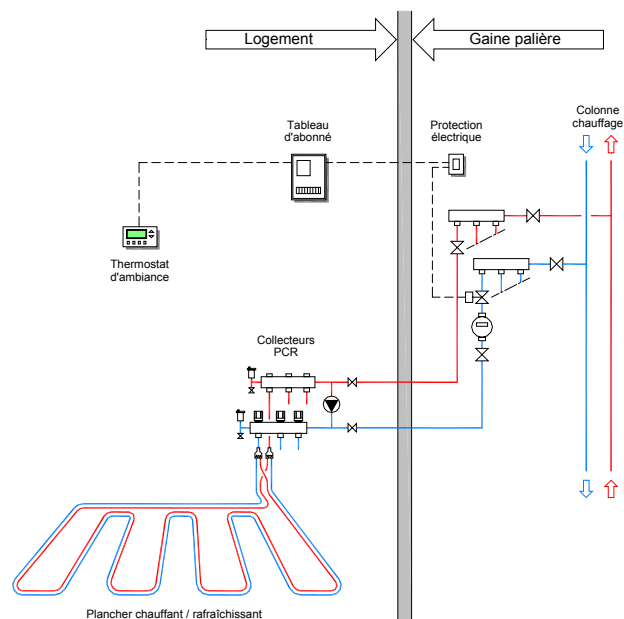 Logement
Gaine palière
Colonne
chauffage
Tableau
d'abonné
Protection
électrique
Thermostat
d'ambiance
Collecteurs
PCR
Plancher chauffant / rafraîchissant